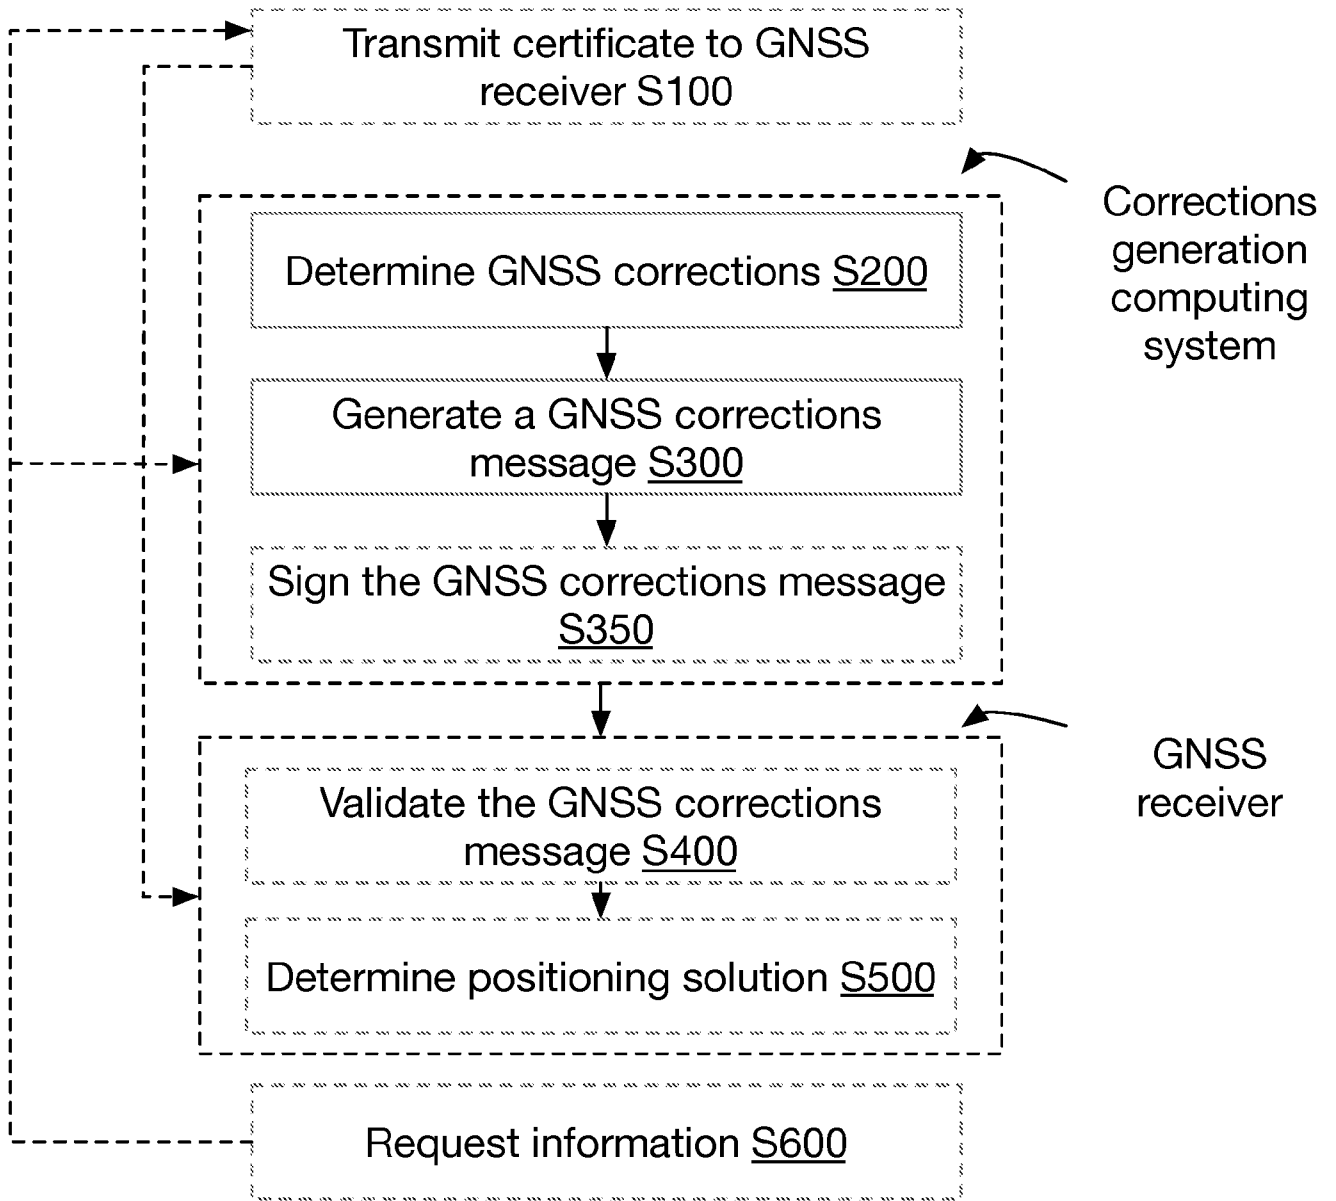 Transmit certificate to GNSS
receiver S100
Corrections
generation
computing
system
Determine GNSS corrections S200
Generate a GNSS corrections
message S300
Sign the GNSS corrections message
S350
GNSS
receiver
Validate the GNSS corrections
message S400
Determine positioning solution S500
Request information S600